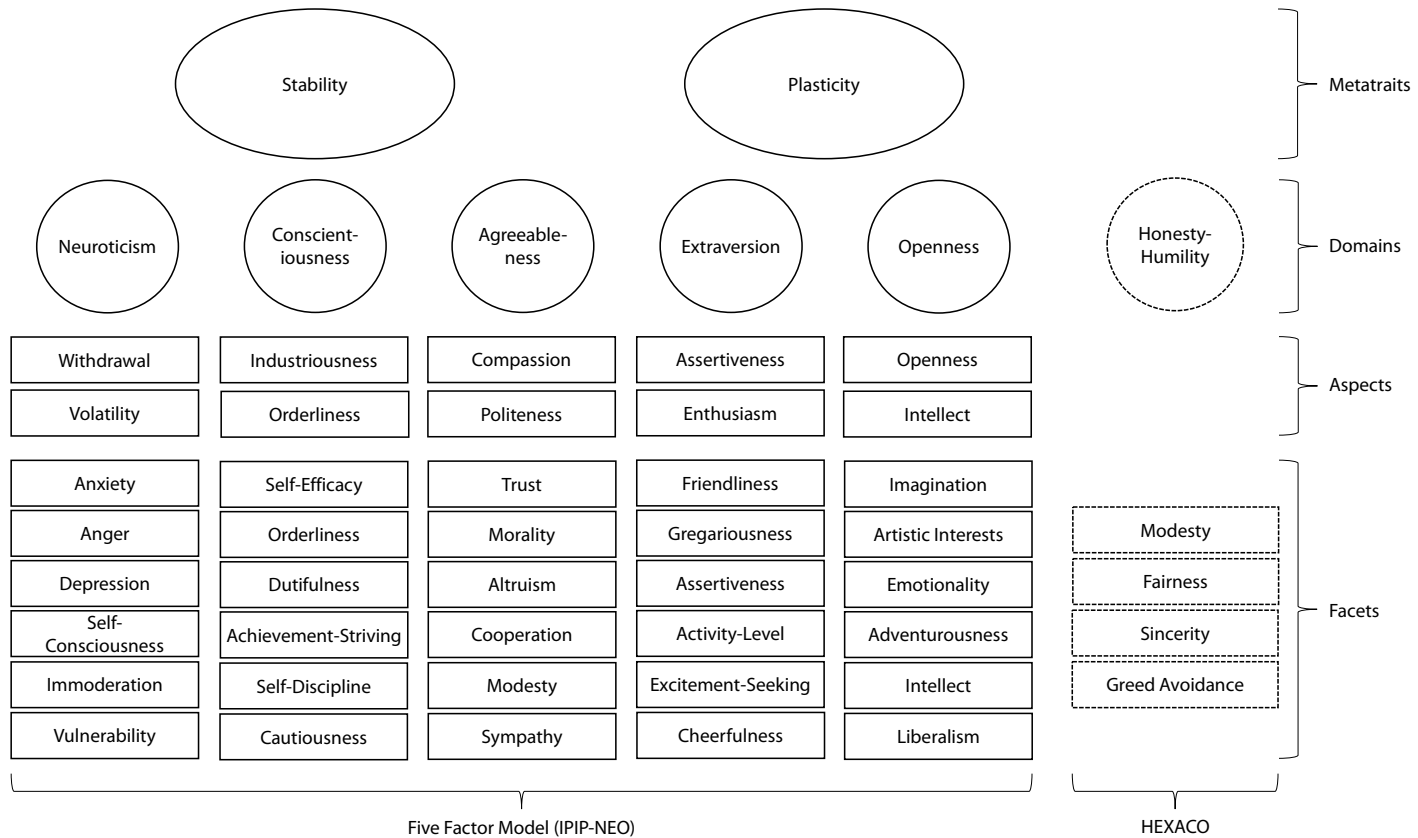 Stability
Plasticity
Metatraits
Neuroticism
Conscient-
iousness
Agreeable-
ness
Extraversion
Openness
Honesty-
Humility
Domains
Withdrawal
Industriousness
Compassion
Assertiveness
Openness
Volatility
Orderliness
Politeness
Enthusiasm
Intellect
Aspects
Anxiety
Self-Efficacy
Trust
Friendliness
Imagination
Anger
Orderliness
Morality
Gregariousness
Artistic Interests
Modesty
Depression
Dutifulness
Altruism
Assertiveness
Emotionality
Fairness
Facets
Self-
Consciousness
Achievement-Striving
Cooperation
Activity-Level
Adventurousness
Sincerity
Immoderation
Self-Discipline
Modesty
Excitement-Seeking
Intellect
Greed Avoidance
Vulnerability
Cautiousness
Sympathy
Cheerfulness
Liberalism
Five Factor Model (IPIP-NEO)
HEXACO